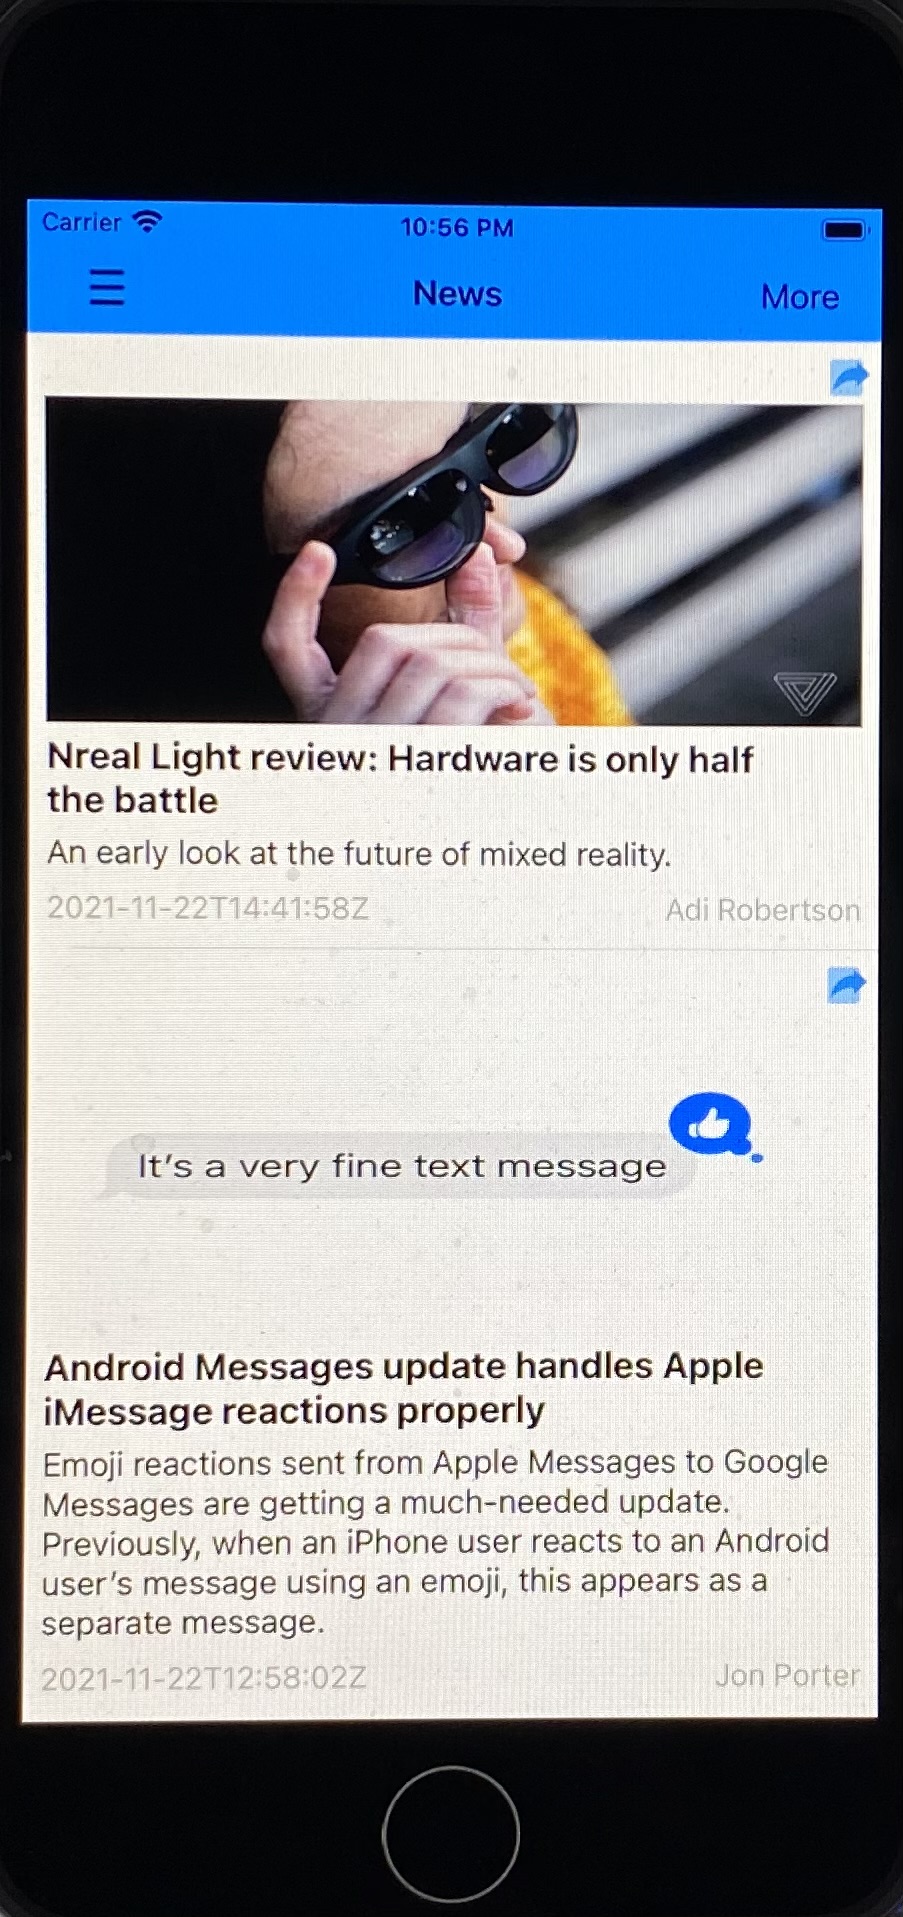 Carrier
10:56 PM
News
More
Nreal Light review: Hardware is only half
the battle
An early look at the future of mixed reality.
2021-11-22T14:41:58Z
Adi Robertson
It's a very fine text message
Android Messages update handles Apple
iMessage reactions properly
Emoji reactions sent from Apple Messages to Google
Messages are getting a much-needed update.
Previously, when an iPhone user reacts to an Android
user's message using an emoji, this appears as a
separate message.
2021-11-22T12:58:02Z
Jon Porter